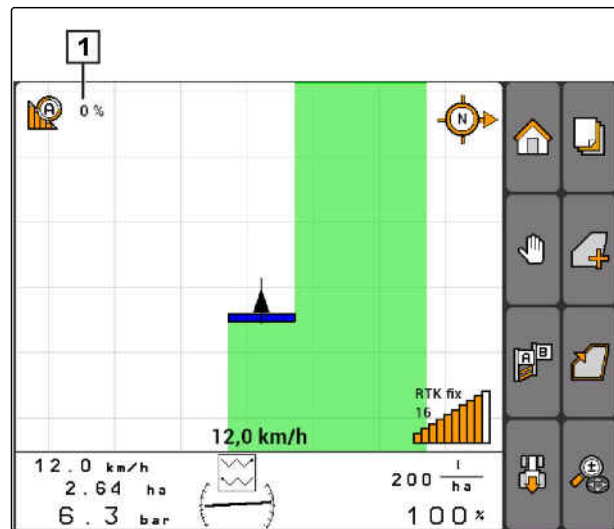 1
A
0 %
N
A B
RTK fix
16
12,0 km/h
12.0 km/h
2.64 ha
6.3 bar
200 l/ha
100 %